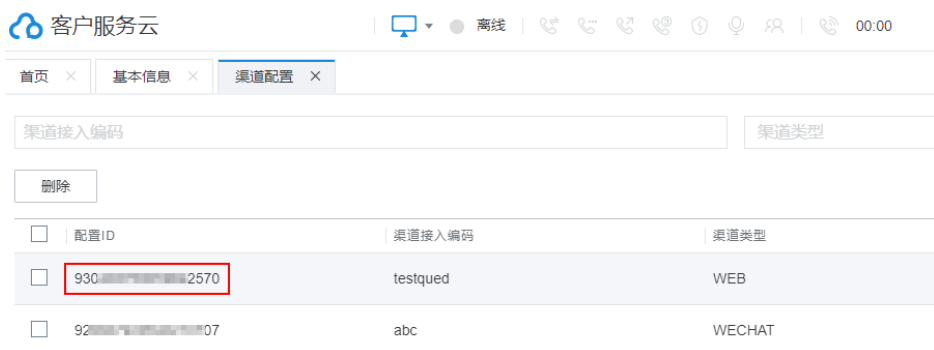 客户服务云 离线 00:00
首页 基本信息 渠道配置
渠道接入编码 渠道类型
删除
配置ID 渠道接入编码 渠道类型
930 2570 testqued WEB
92 07 abc WECHAT